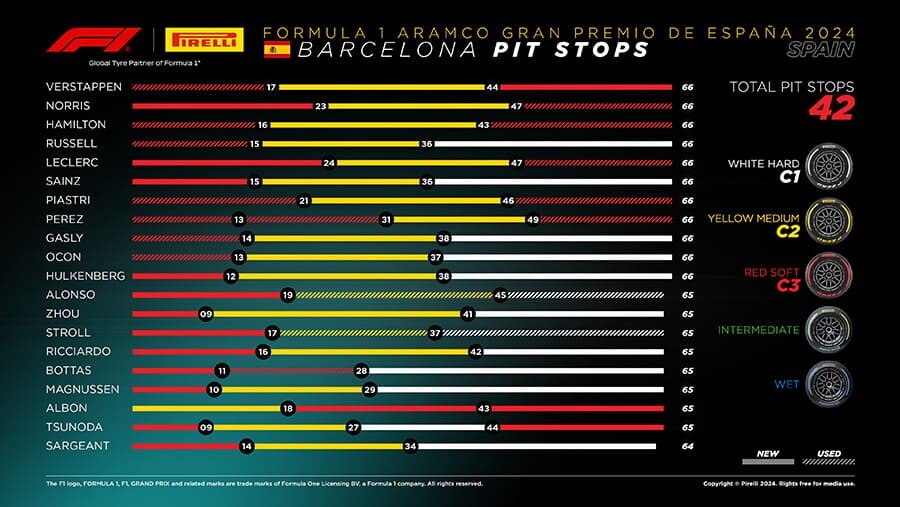 F1
PIRELLI
Global Tyre Partner of Formula 1®
FORMULA 1 ARAMCO GRAN PREMIO DE ESPAÑA 2024
BARCELONA PIT STOPS
SPAIN
VERSTAPPEN 17 44 66
NORRIS 23 47 66
HAMILTON 16 43 66
RUSSELL 15 36 66
LECLERC 24 47 66
SAINZ 15 36 66
PIASTRI 21 46 66
PEREZ 13 31 49 66
GASLY 14 38 66
OCON 13 37 66
HULKENBERG 12 38 66
ALONSO 19 45 65
ZHOU 09 41 65
STROLL 17 37 65
RICCIARDO 16 42 65
BOTTAS 11 28 65
MAGNUSSEN 10 29 65
ALBON 18 43 65
TSUNODA 09 27 44 65
SARGEANT 14 34 64
TOTAL PIT STOPS
42
WHITE HARD
C1
YELLOW MEDIUM
C2
RED SOFT
C3
INTERMEDIATE
WET
NEW USED
The F1 logo, FORMULA 1, F1, GRAND PRIX and related marks are trade marks of Formula One Licensing BV, a Formula 1 company. All rights reserved.
Copyright © Pirelli 2024. Rights free for media use.